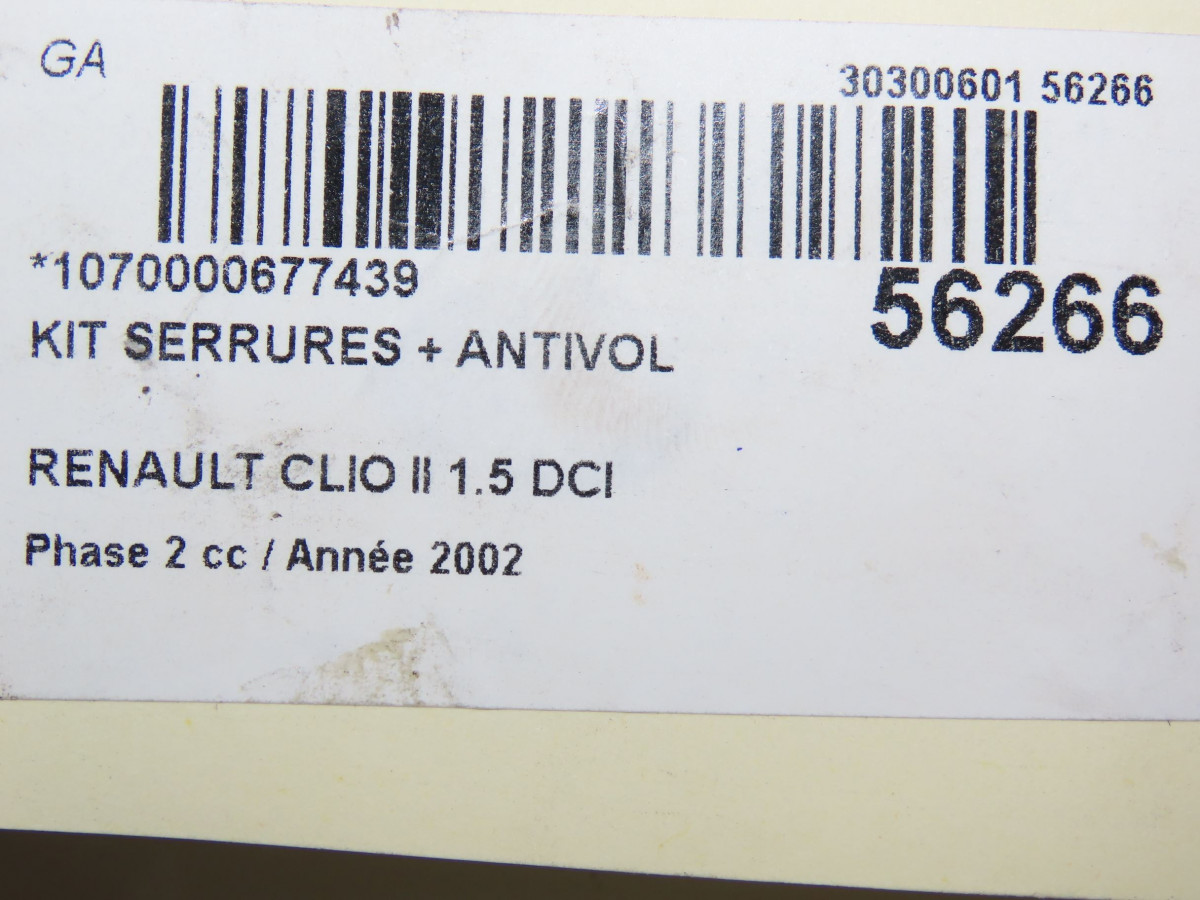 GA
30300601 56266
*1070000677439
56266
KIT SERRURES + ANTIVOL
RENAULT CLIO II 1.5 DCI
Phase 2 cc / Année 2002